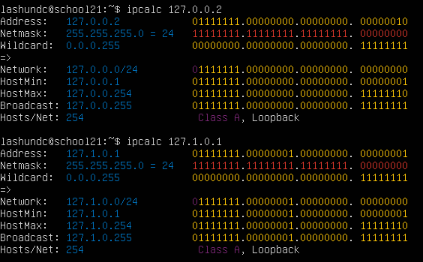 lashundc@school21:~$ ipcalc 127.0.0.2
Address: 127.0.0.2 01111111.00000000.00000000. 00000010
Netmask: 255.255.255.0 = 24 11111111.11111111.11111111. 00000000
Wildcard: 0.0.0.255 00000000.00000000.00000000. 11111111
=>
Network: 127.0.0.0/24 01111111.00000000.00000000. 00000000
HostMin: 127.0.0.1 01111111.00000000.00000000. 00000001
HostMax: 127.0.0.254 01111111.00000000.00000000. 11111110
Broadcast: 127.0.0.255 01111111.00000000.00000000. 11111111
Hosts/Net: 254 Class A, Loopback
lashundc@school21:~$ ipcalc 127.1.0.1
Address: 127.1.0.1 01111111.00000001.00000000. 00000001
Netmask: 255.255.255.0 = 24 11111111.11111111.11111111. 00000000
Wildcard: 0.0.0.255 00000000.00000000.00000000. 11111111
=>
Network: 127.1.0.0/24 01111111.00000001.00000000. 00000000
HostMin: 127.1.0.1 01111111.00000001.00000000. 00000001
HostMax: 127.1.0.254 01111111.00000001.00000000. 11111110
Broadcast: 127.1.0.255 01111111.00000001.00000000. 11111111
Hosts/Net: 254 Class A, Loopback